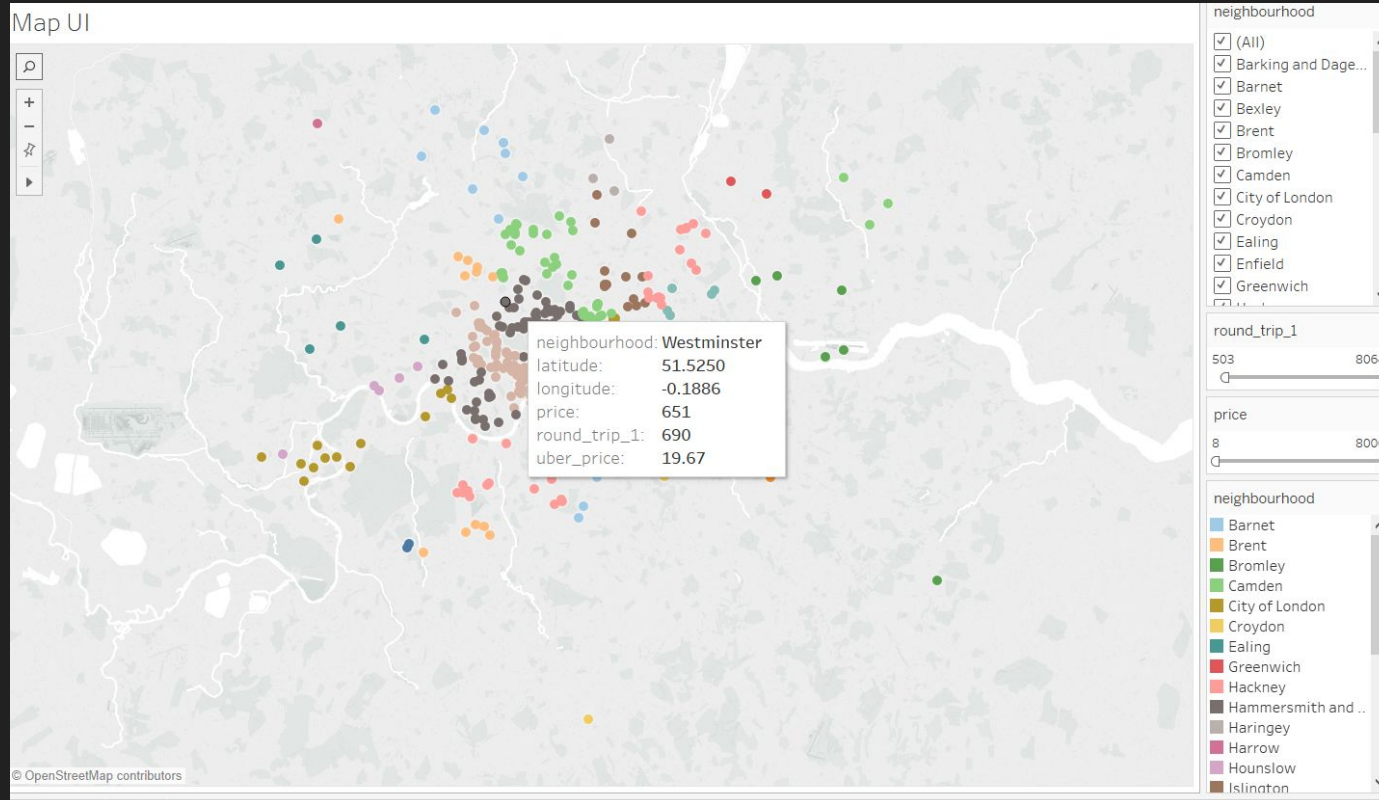 Map UI
neighbourhood: Westminster
latitude: 51.5250
longitude: -0.1886
price: 651
round_trip_1: 690
uber_price: 19.67
© OpenStreetMap contributors
neighbourhood
(All)
Barking and Dage...
Barnet
Bexley
Brent
Bromley
Camden
City of London
Croydon
Ealing
Enfield
Greenwich
round_trip_1
503 806
price
8 800
neighbourhood
Barnet
Brent
Bromley
Camden
City of London
Croydon
Ealing
Greenwich
Hackney
Hammersmith and ..
Haringey
Harrow
Hounslow
Islington